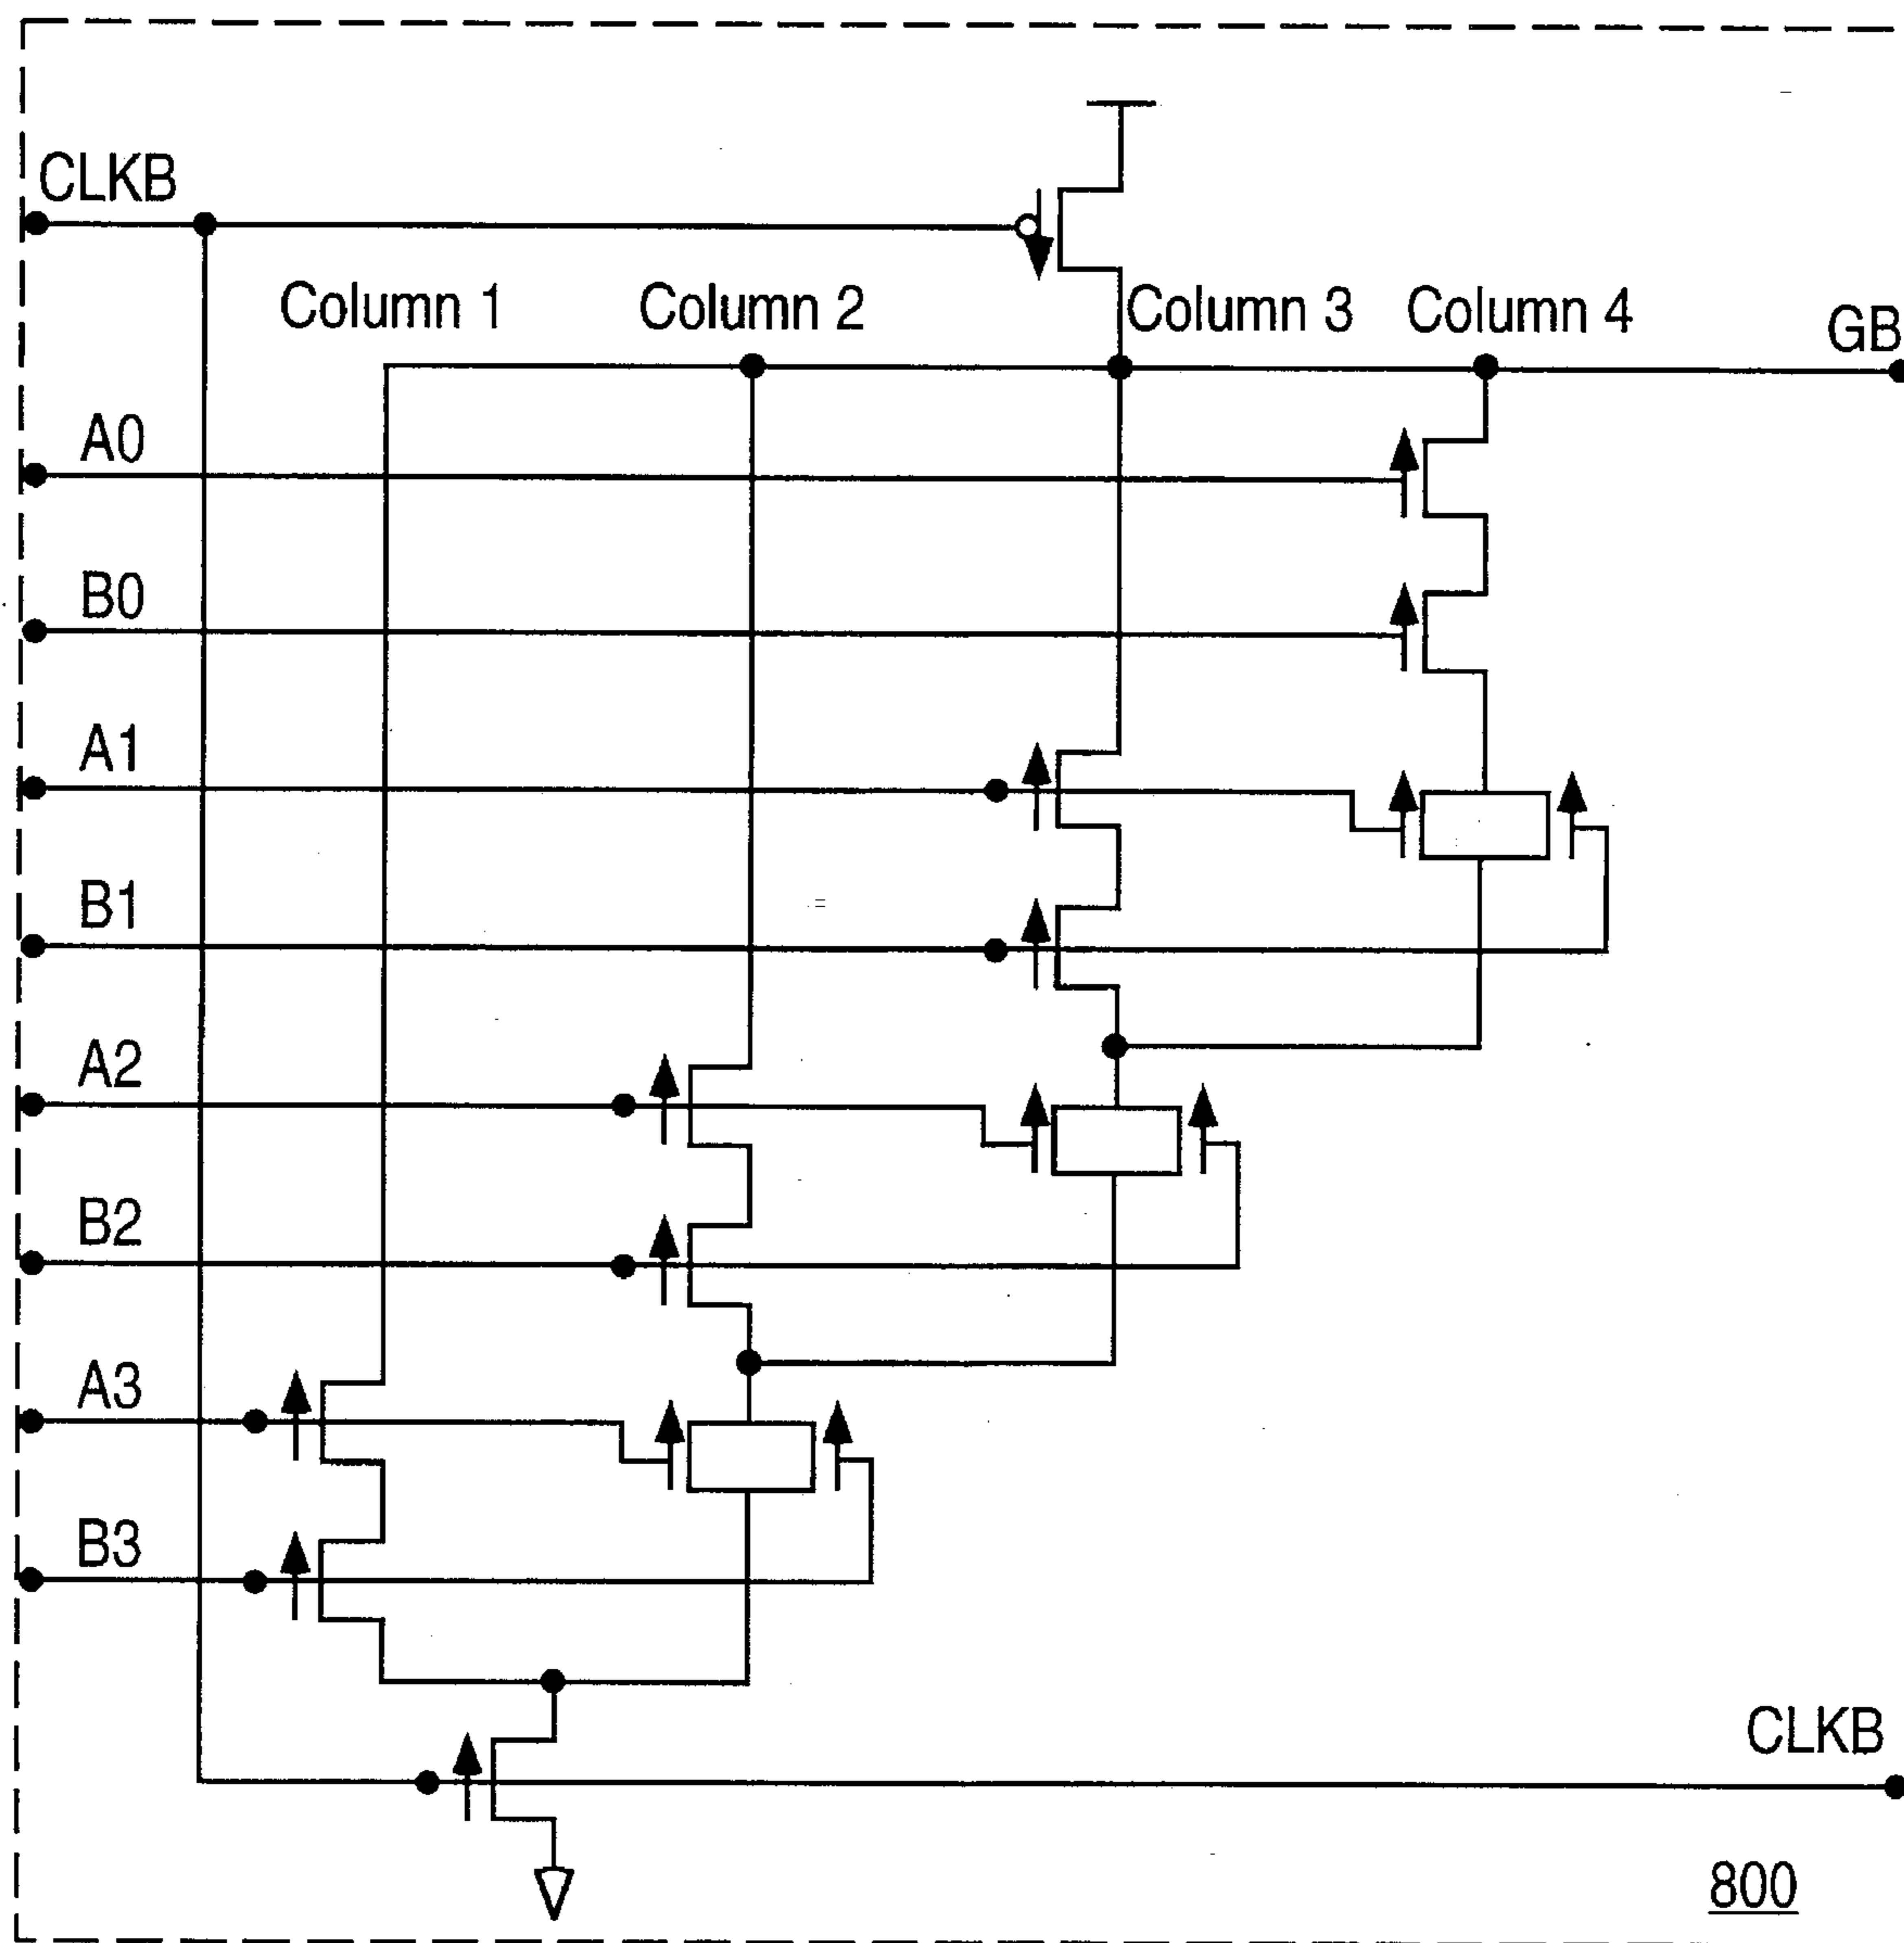 CLKB
Column 1 Column 2 Column 3 Column 4
GB
A0
B0
A1
B1
A2
B2
A3
B3
CLKB
800